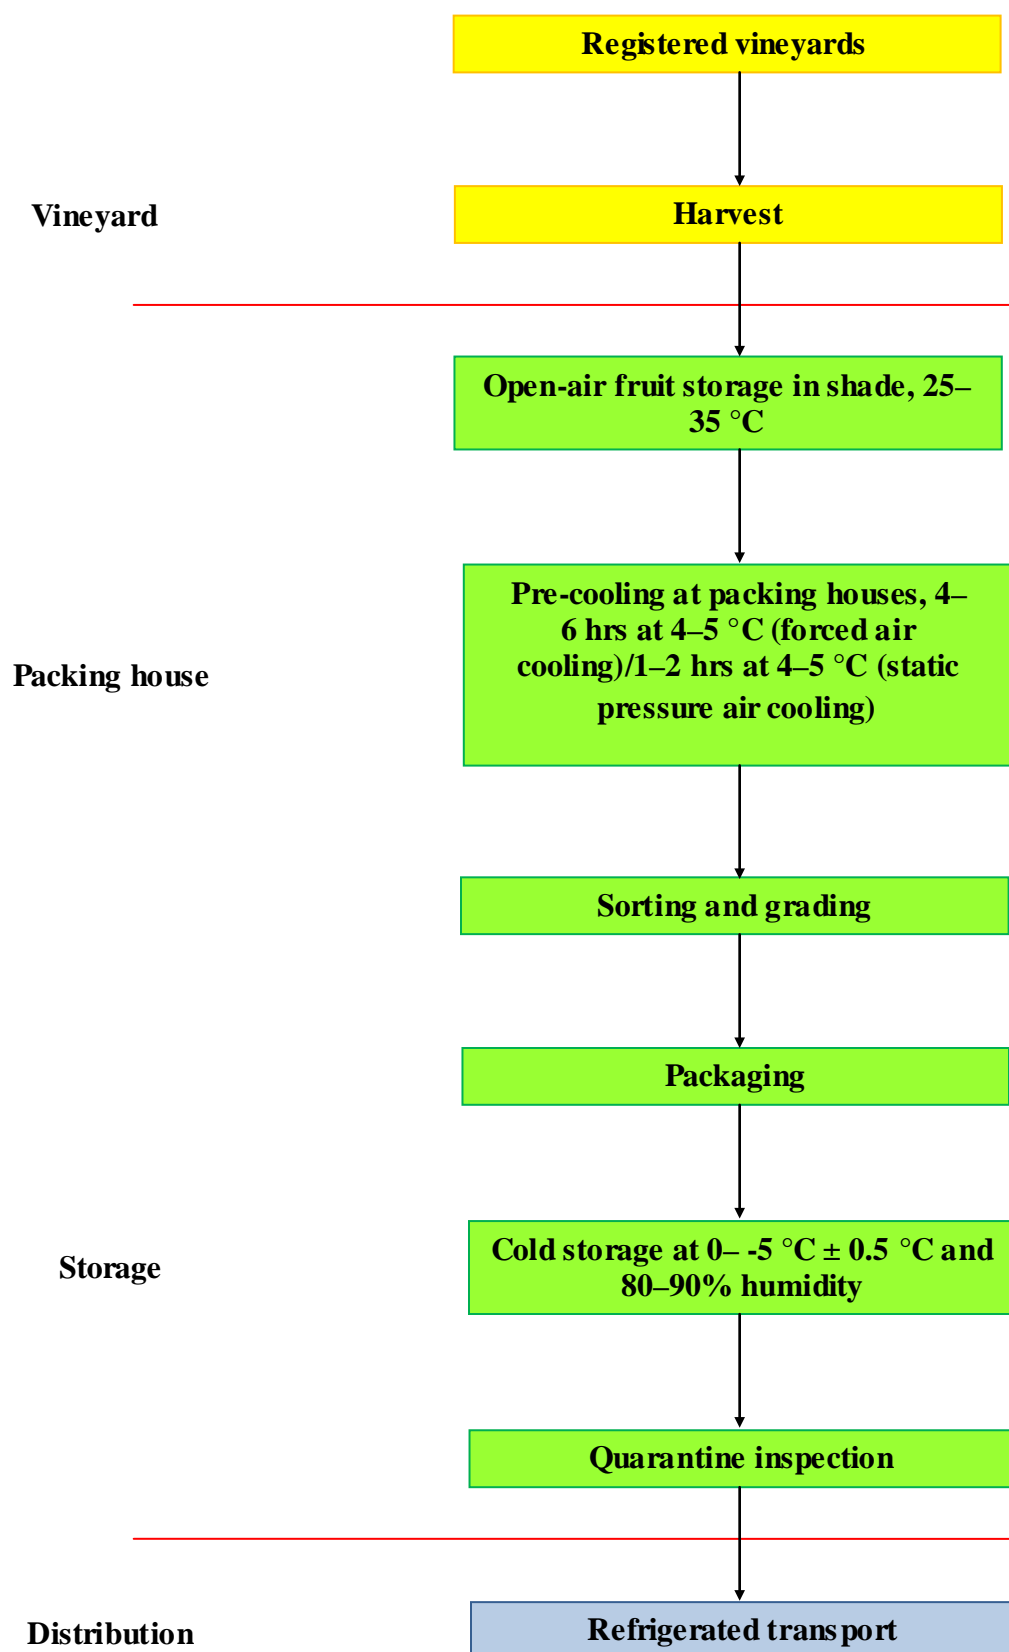 Registered vineyards
Vineyard
Harvest
Open-air fruit storage in shade, 25–
35 °C
Pre-cooling at packing houses, 4–
6 hrs at 4–5 °C (forced air
cooling)/1–2 hrs at 4–5 °C (static
pressure air cooling)
Packing house
Sorting and grading
Packaging
Storage
Cold storage at 0– -5 °C ± 0.5 °C and
80–90% humidity
Quarantine inspection
Distribution
Refrigerated transport